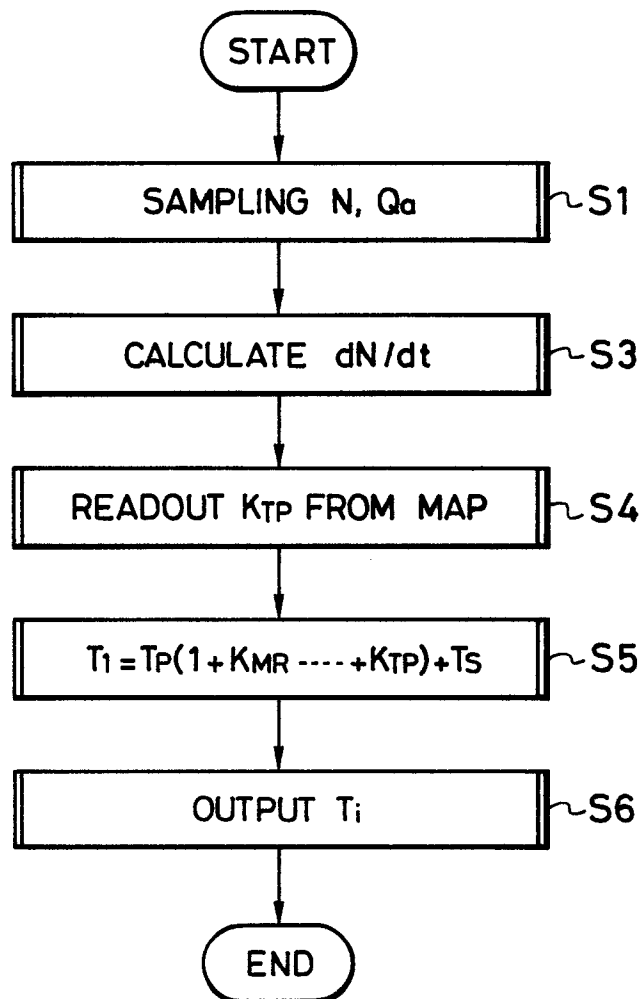 START
SAMPLING N, Qa
S1
CALCULATE dN/dt
S3
READOUT KTP FROM MAP
S4
T1 = TP(1 + KMR ---- + KTP) + TS
S5
OUTPUT Ti
S6
END